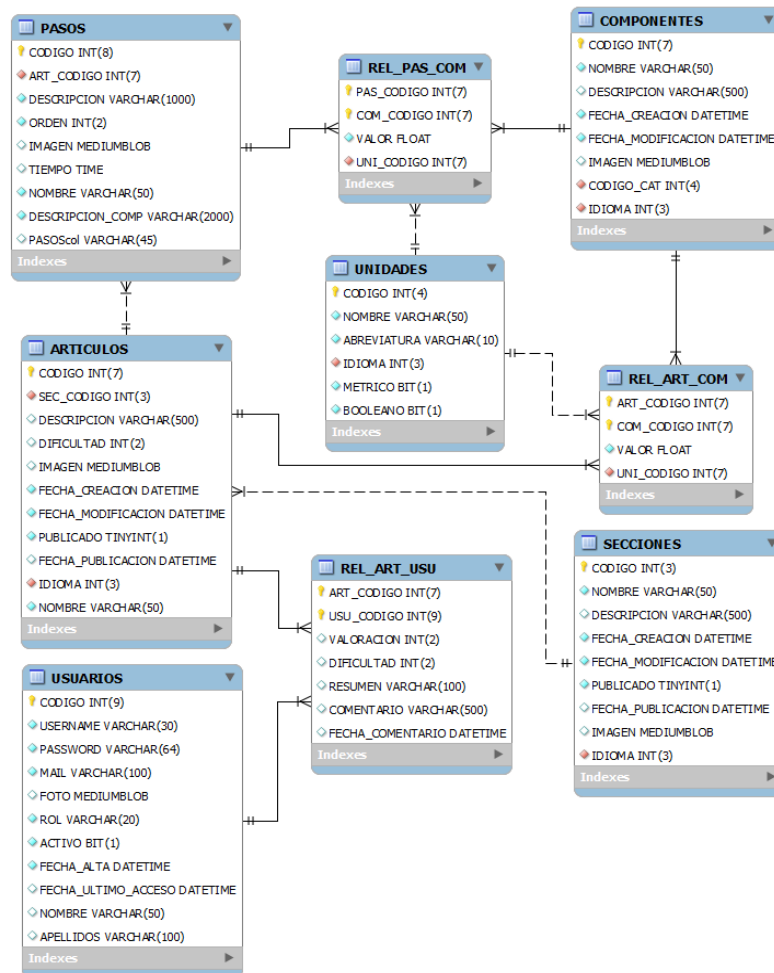 PASOS
CODIGO INT(8)
ART_CODIGO INT(7)
DESCRIPCION VARCHAR(1000)
ORDEN INT(2)
IMAGEN MEDIUMBLOB
TIEMPO TIME
NOMBRE VARCHAR(50)
DESCRIPCION_COMP VARCHAR(2000)
PASOScol VARCHAR(45)
Indexes
REL_PAS_COM
PAS_CODIGO INT(7)
COM_CODIGO INT(7)
VALOR FLOAT
UNI_CODIGO INT(7)
Indexes
COMPONENTES
CODIGO INT(7)
NOMBRE VARCHAR(50)
DESCRIPCION VARCHAR(500)
FECHA_CREACION DATETIME
FECHA_MODIFICACION DATETIME
IMAGEN MEDIUMBLOB
CODIGO_CAT INT(4)
IDIOMA INT(3)
Indexes
UNIDADES
CODIGO INT(4)
NOMBRE VARCHAR(50)
ABREVIATURA VARCHAR(10)
IDIOMA INT(3)
METRICO BIT(1)
BOOLEANO BIT(1)
Indexes
ARTICULOS
CODIGO INT(7)
SEC_CODIGO INT(3)
DESCRIPCION VARCHAR(500)
DIFICULTAD INT(2)
IMAGEN MEDIUMBLOB
FECHA_CREACION DATETIME
FECHA_MODIFICACION DATETIME
PUBLICADO TINYINT(1)
FECHA_PUBLICACION DATETIME
IDIOMA INT(3)
NOMBRE VARCHAR(50)
Indexes
REL_ART_COM
ART_CODIGO INT(7)
COM_CODIGO INT(7)
VALOR FLOAT
UNI_CODIGO INT(7)
Indexes
REL_ART_USU
ART_CODIGO INT(7)
USU_CODIGO INT(9)
VALORACION INT(2)
DIFICULTAD INT(2)
RESUMEN VARCHAR(100)
COMENTARIO VARCHAR(500)
FECHA_COMENTARIO DATETIME
Indexes
SECCIONES
CODIGO INT(3)
NOMBRE VARCHAR(50)
DESCRIPCION VARCHAR(500)
FECHA_CREACION DATETIME
FECHA_MODIFICACION DATETIME
PUBLICADO TINYINT(1)
FECHA_PUBLICACION DATETIME
IMAGEN MEDIUMBLOB
IDIOMA INT(3)
Indexes
USUARIOS
CODIGO INT(9)
USERNAME VARCHAR(30)
PASSWORD VARCHAR(64)
MAIL VARCHAR(100)
FOTO MEDIUMBLOB
ROL VARCHAR(20)
ACTIVO BIT(1)
FECHA_ALTA DATETIME
FECHA_ULTIMO_ACCESO DATETIME
NOMBRE VARCHAR(50)
APELLIDOS VARCHAR(100)
Indexes